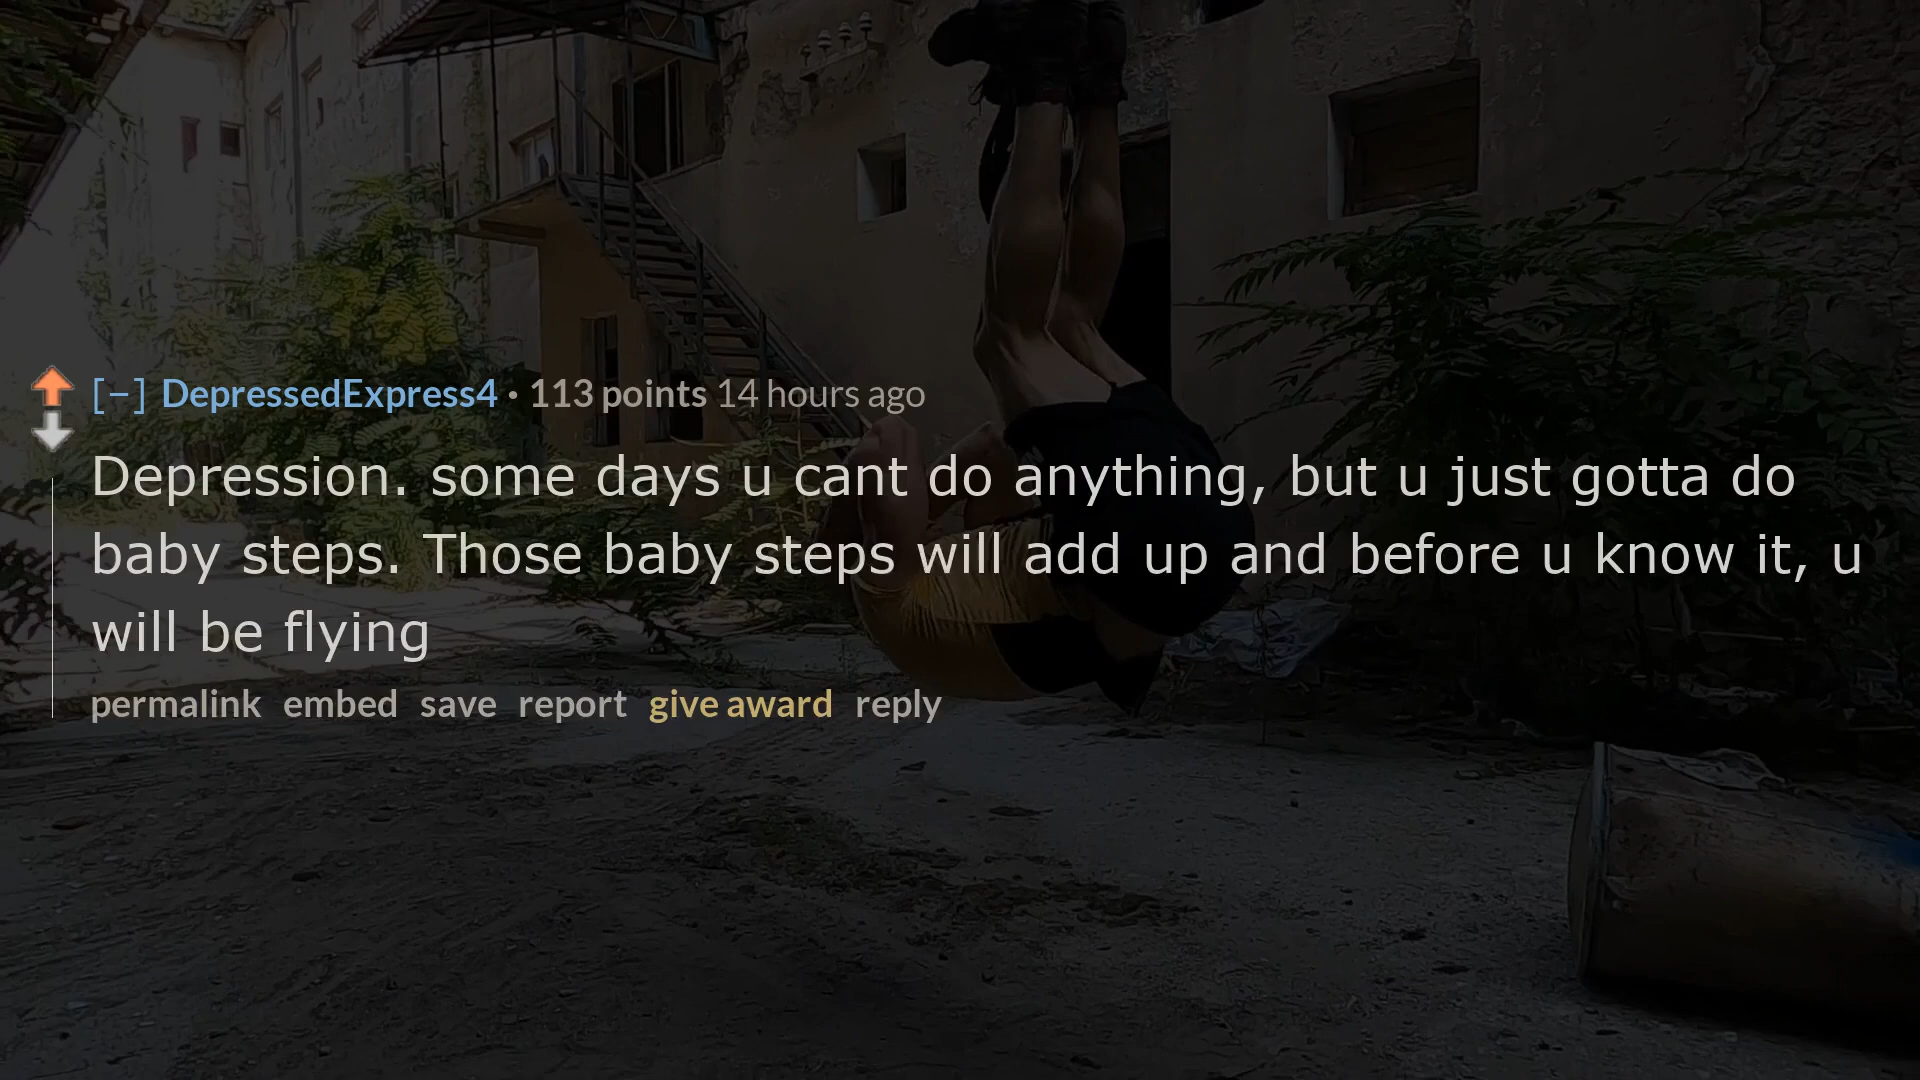 [–] DepressedExpress4 • 113 points 14 hours ago
Depression. some days u cant do anything, but u just gotta do
baby steps. Those baby steps will add up and before u know it, u
will be flying
permalink embed save report give award reply